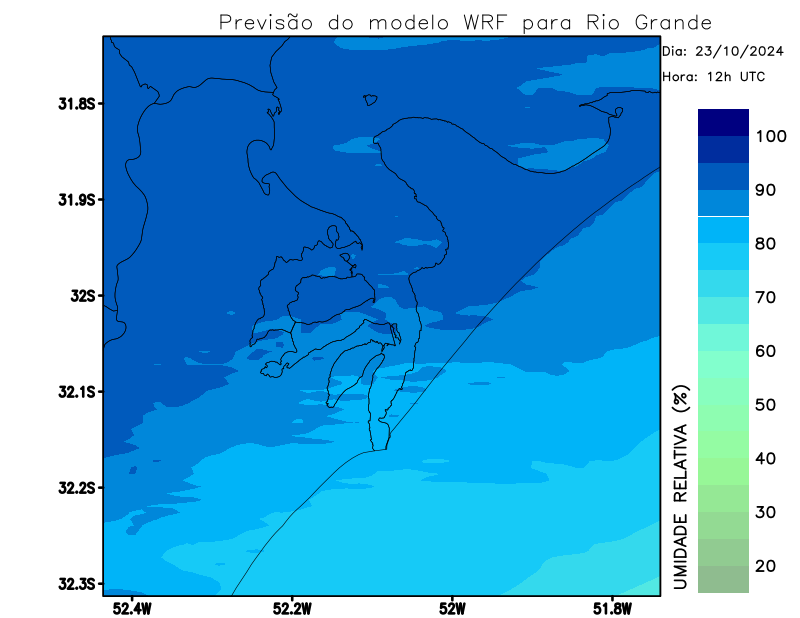 Previsão do modelo WRF para Rio Grande
Dia: 23/10/2024
Hora: 12h UTC
31.8S
31.9S
32S
32.1S
32.2S
32.3S
52.4W
52.2W
52W
51.8W
100
90
80
70
60
50
40
30
20
UMIDADE RELATIVA (%)